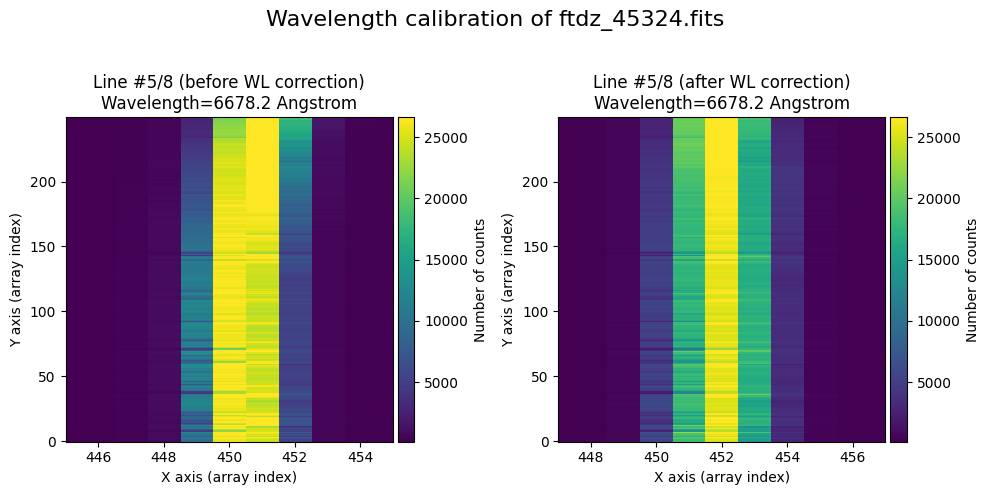 Wavelength calibration of ftdz_45324.fits
Line #5/8 (before WL correction)
Wavelength=6678.2 Angstrom
200
150
100
50
0
Y axis (array index)
446 448 450 452 454
X axis (array index)
25000
20000
15000
10000
5000
Number of counts
Line #5/8 (after WL correction)
Wavelength=6678.2 Angstrom
200
150
100
50
0
Y axis (array index)
448 450 452 454 456
X axis (array index)
25000
20000
15000
10000
5000
Number of counts